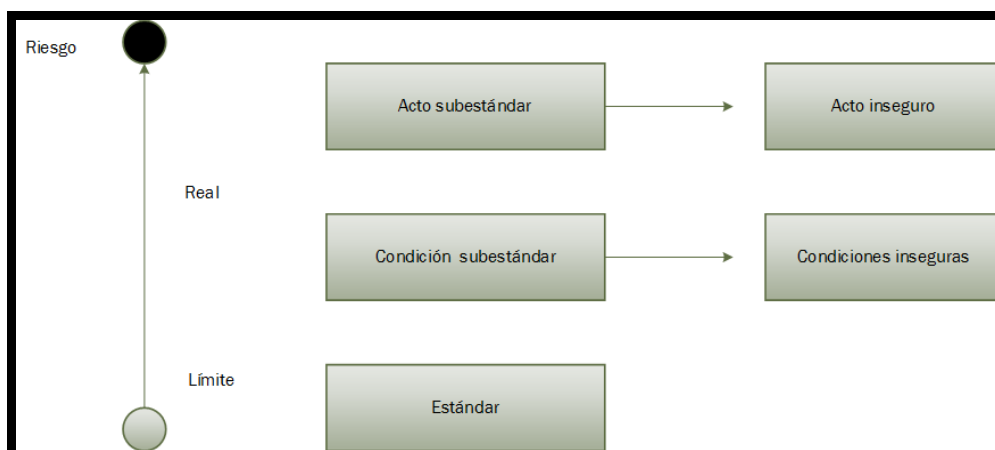 Riesgo
Acto subestándar
Acto inseguro
Real
Condición subestándar
Condiciones inseguras
Límite
Estándar